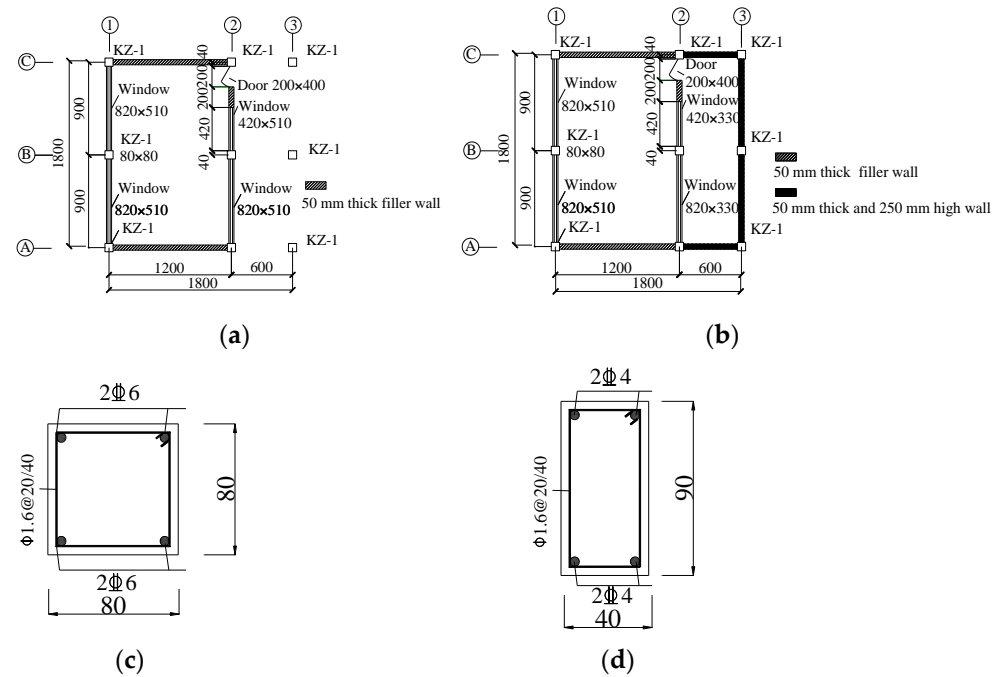 1
2
3
KZ-1
KZ-1
KZ-1
C
40
200
Door 200×400
200
Window
820×510
Window
420×510
420
900
1800
KZ-1
80×80
B
KZ-1
40
900
Window
820×510
Window
820×510
50 mm thick filler wall
KZ-1
KZ-1
A
1200
600
1800
(a)
1
2
3
KZ-1
KZ-1
KZ-1
C
40
200
Door
200×400
200
Window
820×510
Window
420×330
420
900
1800
KZ-1
80×80
B
KZ-1
40
50 mm thick filler wall
900
Window
820×510
Window
820×330
50 mm thick and 250 mm high wall
KZ-1
KZ-1
A
1200
600
1800
(b)
2Φ6
Φ1.6@20/40
80
2Φ6
80
(c)
2Φ4
Φ1.6@20/40
90
2Φ4
40
(d)